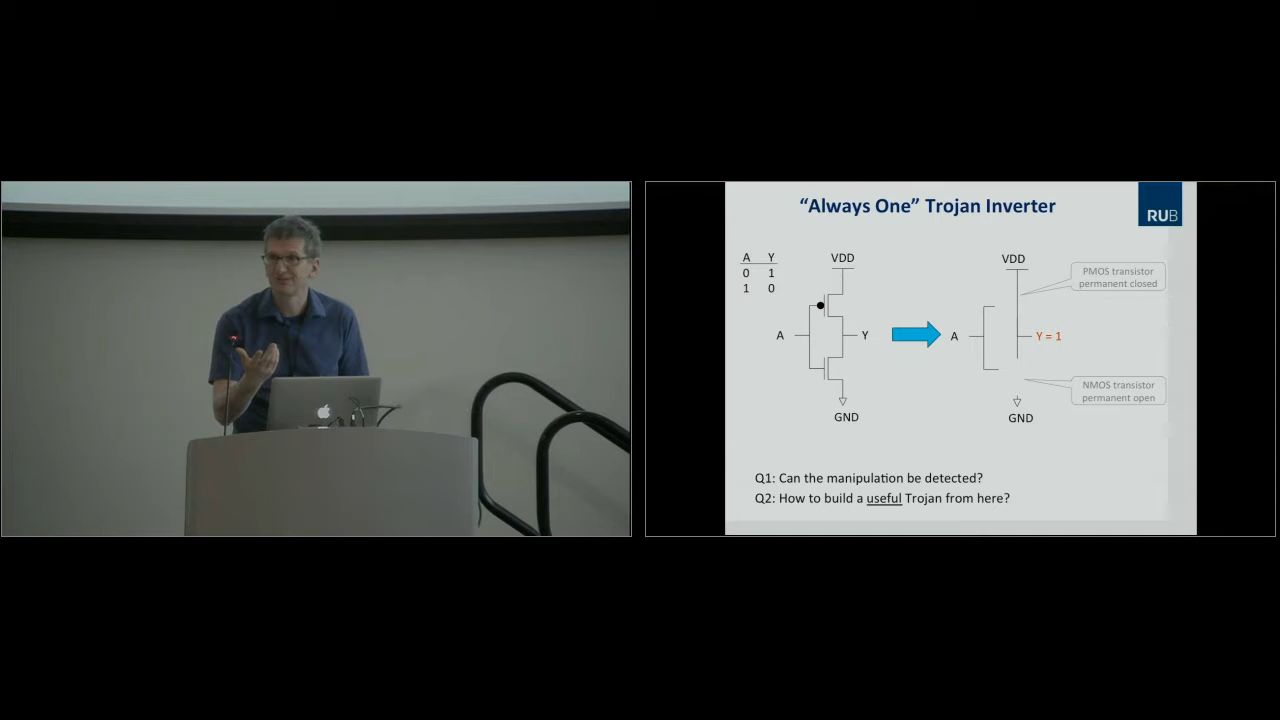 “Always One” Trojan Inverter
RUB
A Y
0 1
1 0
VDD
A
Y
GND
VDD
PMOS transistor
permanent closed
A
Y = 1
NMOS transistor
permanent open
GND
Q1: Can the manipulation be detected?
Q2: How to build a useful Trojan from here?